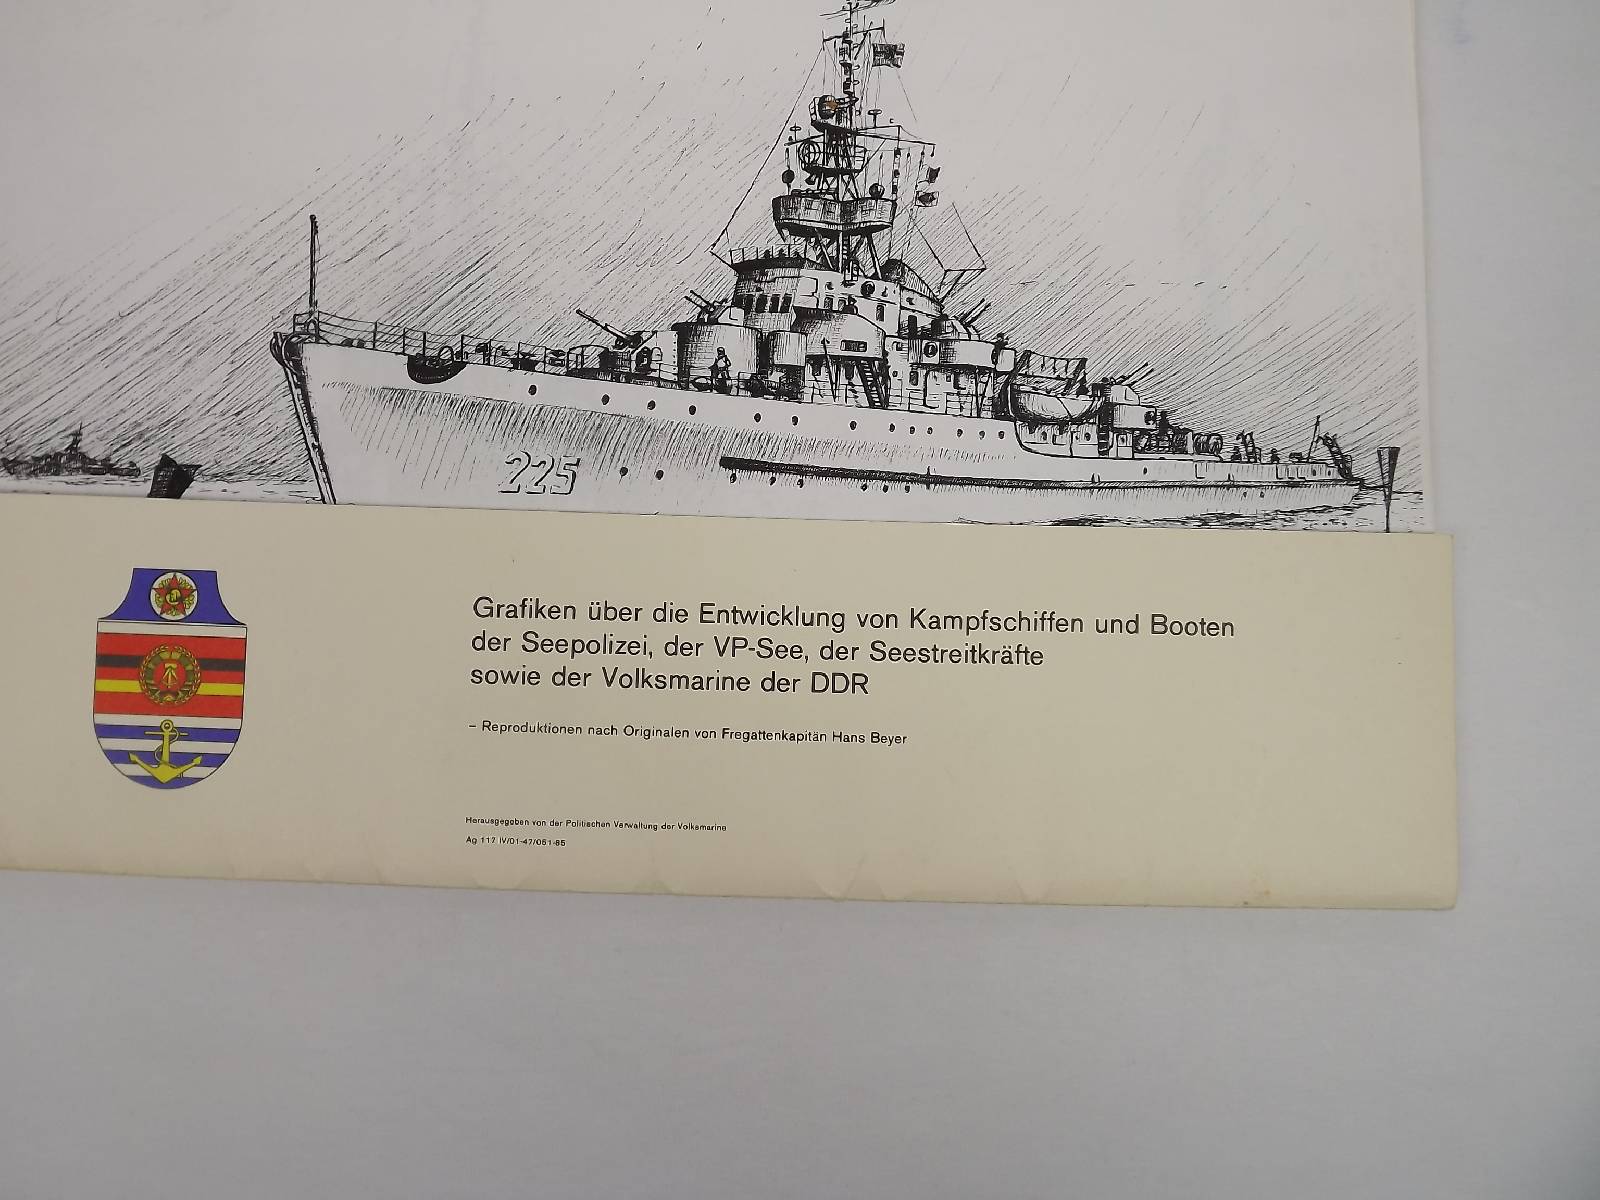 225
Grafiken über die Entwicklung von Kampfschiffen und Booten
der Seepolizei, der VP-See, der Seestreitkräfte
sowie der Volksmarine der DDR
– Reproduktionen nach Originalen von Fregattenkapitän Hans Beyer
Herausgegeben von der Politischen Verwaltung der Volksmarine
Ag 117 IV/01-47/051-85